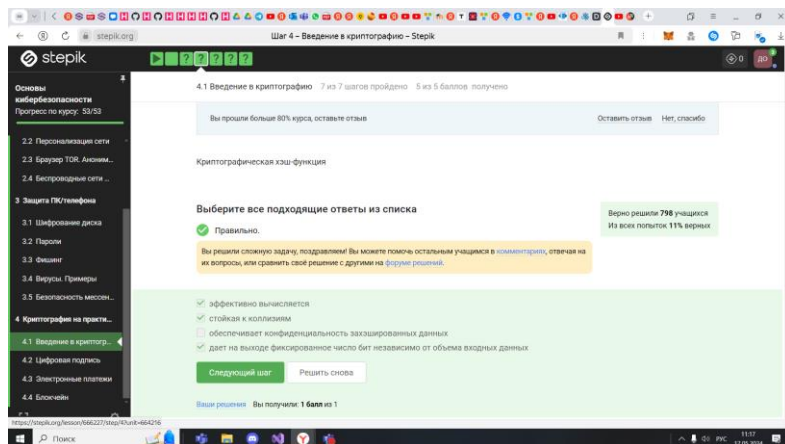 stepik.org
Шаг 4 – Введение в криптографию – Stepik
stepik
0
ДО
Основы
кибербезопасности
Прогресс по курсу: 53/53
4.1 Введение в криптографию 7 из 7 шагов пройдено 5 из 5 баллов получено
Вы прошли больше 80% курса, оставьте отзыв
Оставить отзыв Нет, спасибо
2.2 Персонализация сети
2.3 Браузер TOR. Аноним...
2.4 Беспроводные сети ...
3 Защита ПК/телефона
3.1 Шифрование диска
3.2 Пароли
3.3 Фишинг
3.4 Вирусы. Примеры
3.5 Безопасность мессен...
4 Криптография на практи...
4.1 Введение в криптогр...
4.2 Цифровая подпись
4.3 Электронные платежи
4.4 Блокчейн
Криптографическая хэш-функция
Выберите все подходящие ответы из списка
Правильно.
Верно решили 798 учащихся
Из всех попыток 11% верных
Вы решили сложную задачу, поздравляем! Вы можете помочь остальным учащимся в комментариях, отвечая на
их вопросы, или сравнить своё решение с другими на форуме решений.
эффективно вычисляется
стойкая к коллизиям
обеспечивает конфиденциальность захэшированных данных
дает на выходе фиксированное число бит независимо от объема входных данных
Следующий шаг
Решить снова
Ваши решения Вы получили: 1 балл из 1
https://stepik.org/lesson/666227/step/4?unit=664216
Поиск
РУС
11:17
17.05.2024